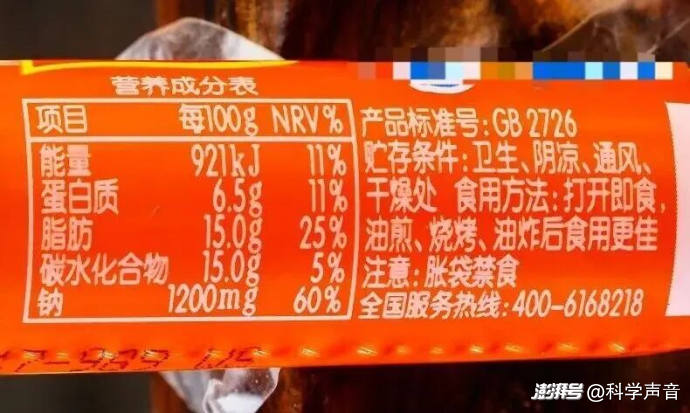 营养成分表
项目 每100g NRV%
能量 921kJ 11%
蛋白质 6.5g 11%
脂肪 15.0g 25%
碳水化合物 15.0g 5%
钠 1200mg 60%
产品标准号:GB 2726
贮存条件:卫生、阴凉、通风、
干燥处 食用方法:打开即食,
油煎、烧烤、油炸后食用更佳
注意:胀袋禁食
全国服务热线:400-6168218
澎湃号@科学声音